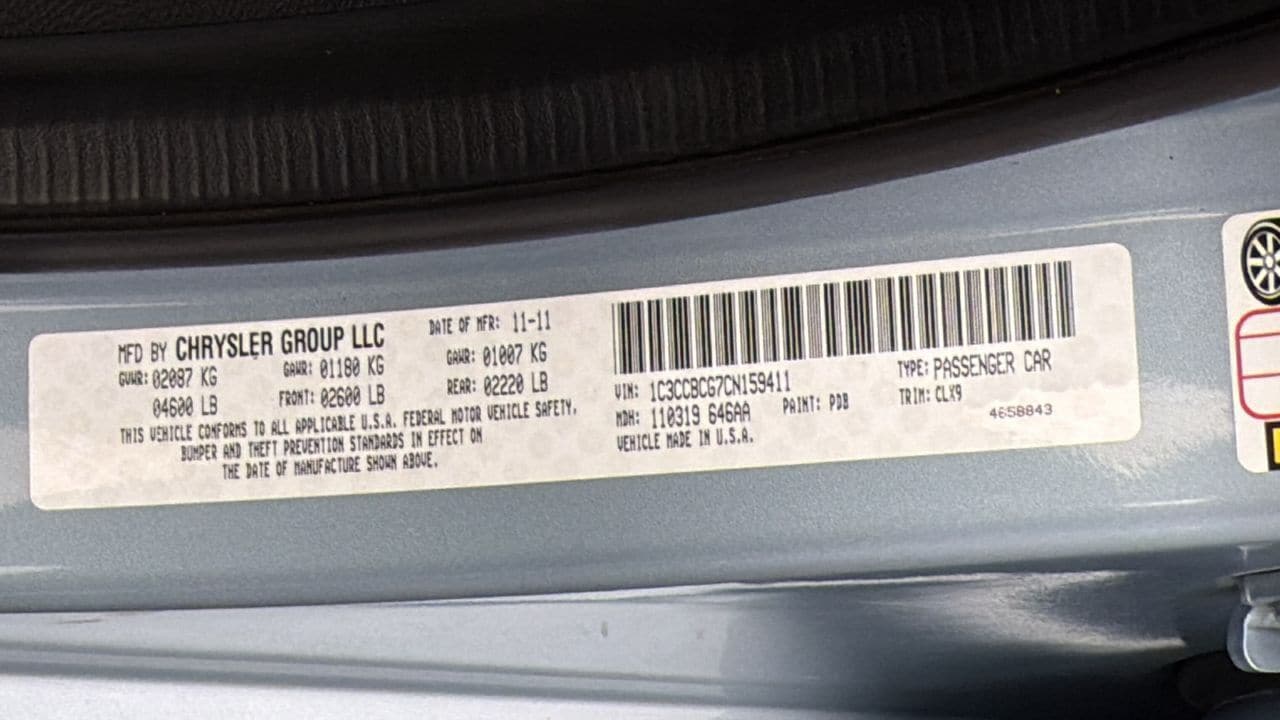 MFD BY CHRYSLER GROUP LLC
DATE OF MFR: 11-11
GVWR: 02087 KG
04600 LB
GAWR: 01180 KG
FRONT: 02600 LB
GAWR: 01007 KG
REAR: 02220 LB
THIS VEHICLE CONFORMS TO ALL APPLICABLE U.S.A. FEDERAL MOTOR VEHICLE SAFETY,
BUMPER AND THEFT PREVENTION STANDARDS IN EFFECT ON
THE DATE OF MANUFACTURE SHOWN ABOVE.
VIN: 1C3CCBCG7CN159411
TYPE: PASSENGER CAR
MDH: 110319 646AA
PAINT: PDB
TRIM: CLX9
VEHICLE MADE IN U.S.A.
4658843